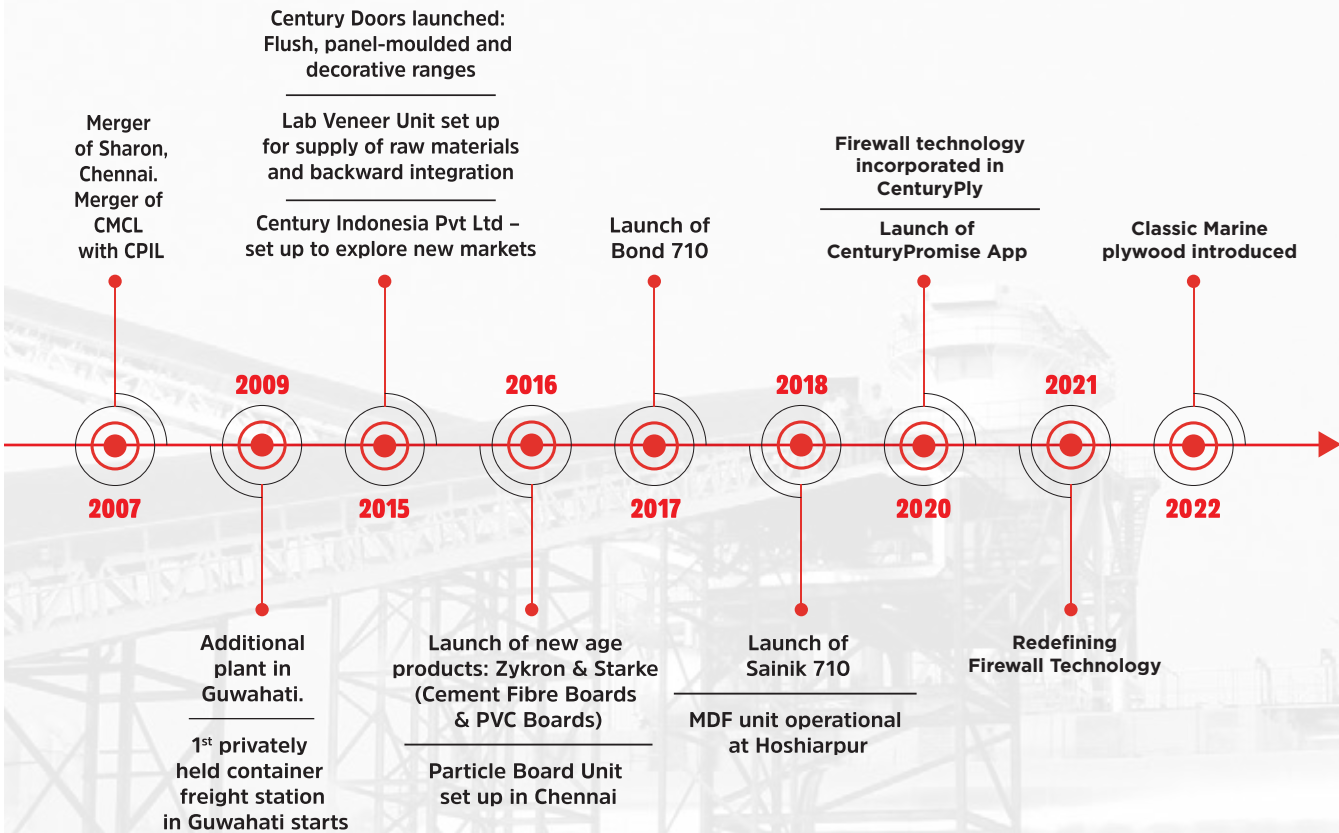 Merger
of Sharon,
Chennai.
Merger of
CMCL
with CPIL
2007
2009
Additional
plant in
Guwahati.
1st privately
held container
freight station
in Guwahati starts
Century Doors launched:
Flush, panel-moulded and
decorative ranges
Lab Veneer Unit set up
for supply of raw materials
and backward integration
Century Indonesia Pvt Ltd –
set up to explore new markets
2015
2016
Launch of new age
products: Zykron & Starke
(Cement Fibre Boards
& PVC Boards)
Particle Board Unit
set up in Chennai
Launch of
Bond 710
2017
2018
Launch of
Sainik 710
MDF unit operational
at Hoshiarpur
Firewall technology
incorporated in
CenturyPly
Launch of
CenturyPromise App
2020
2021
Redefining
Firewall Technology
Classic Marine
plywood introduced
2022